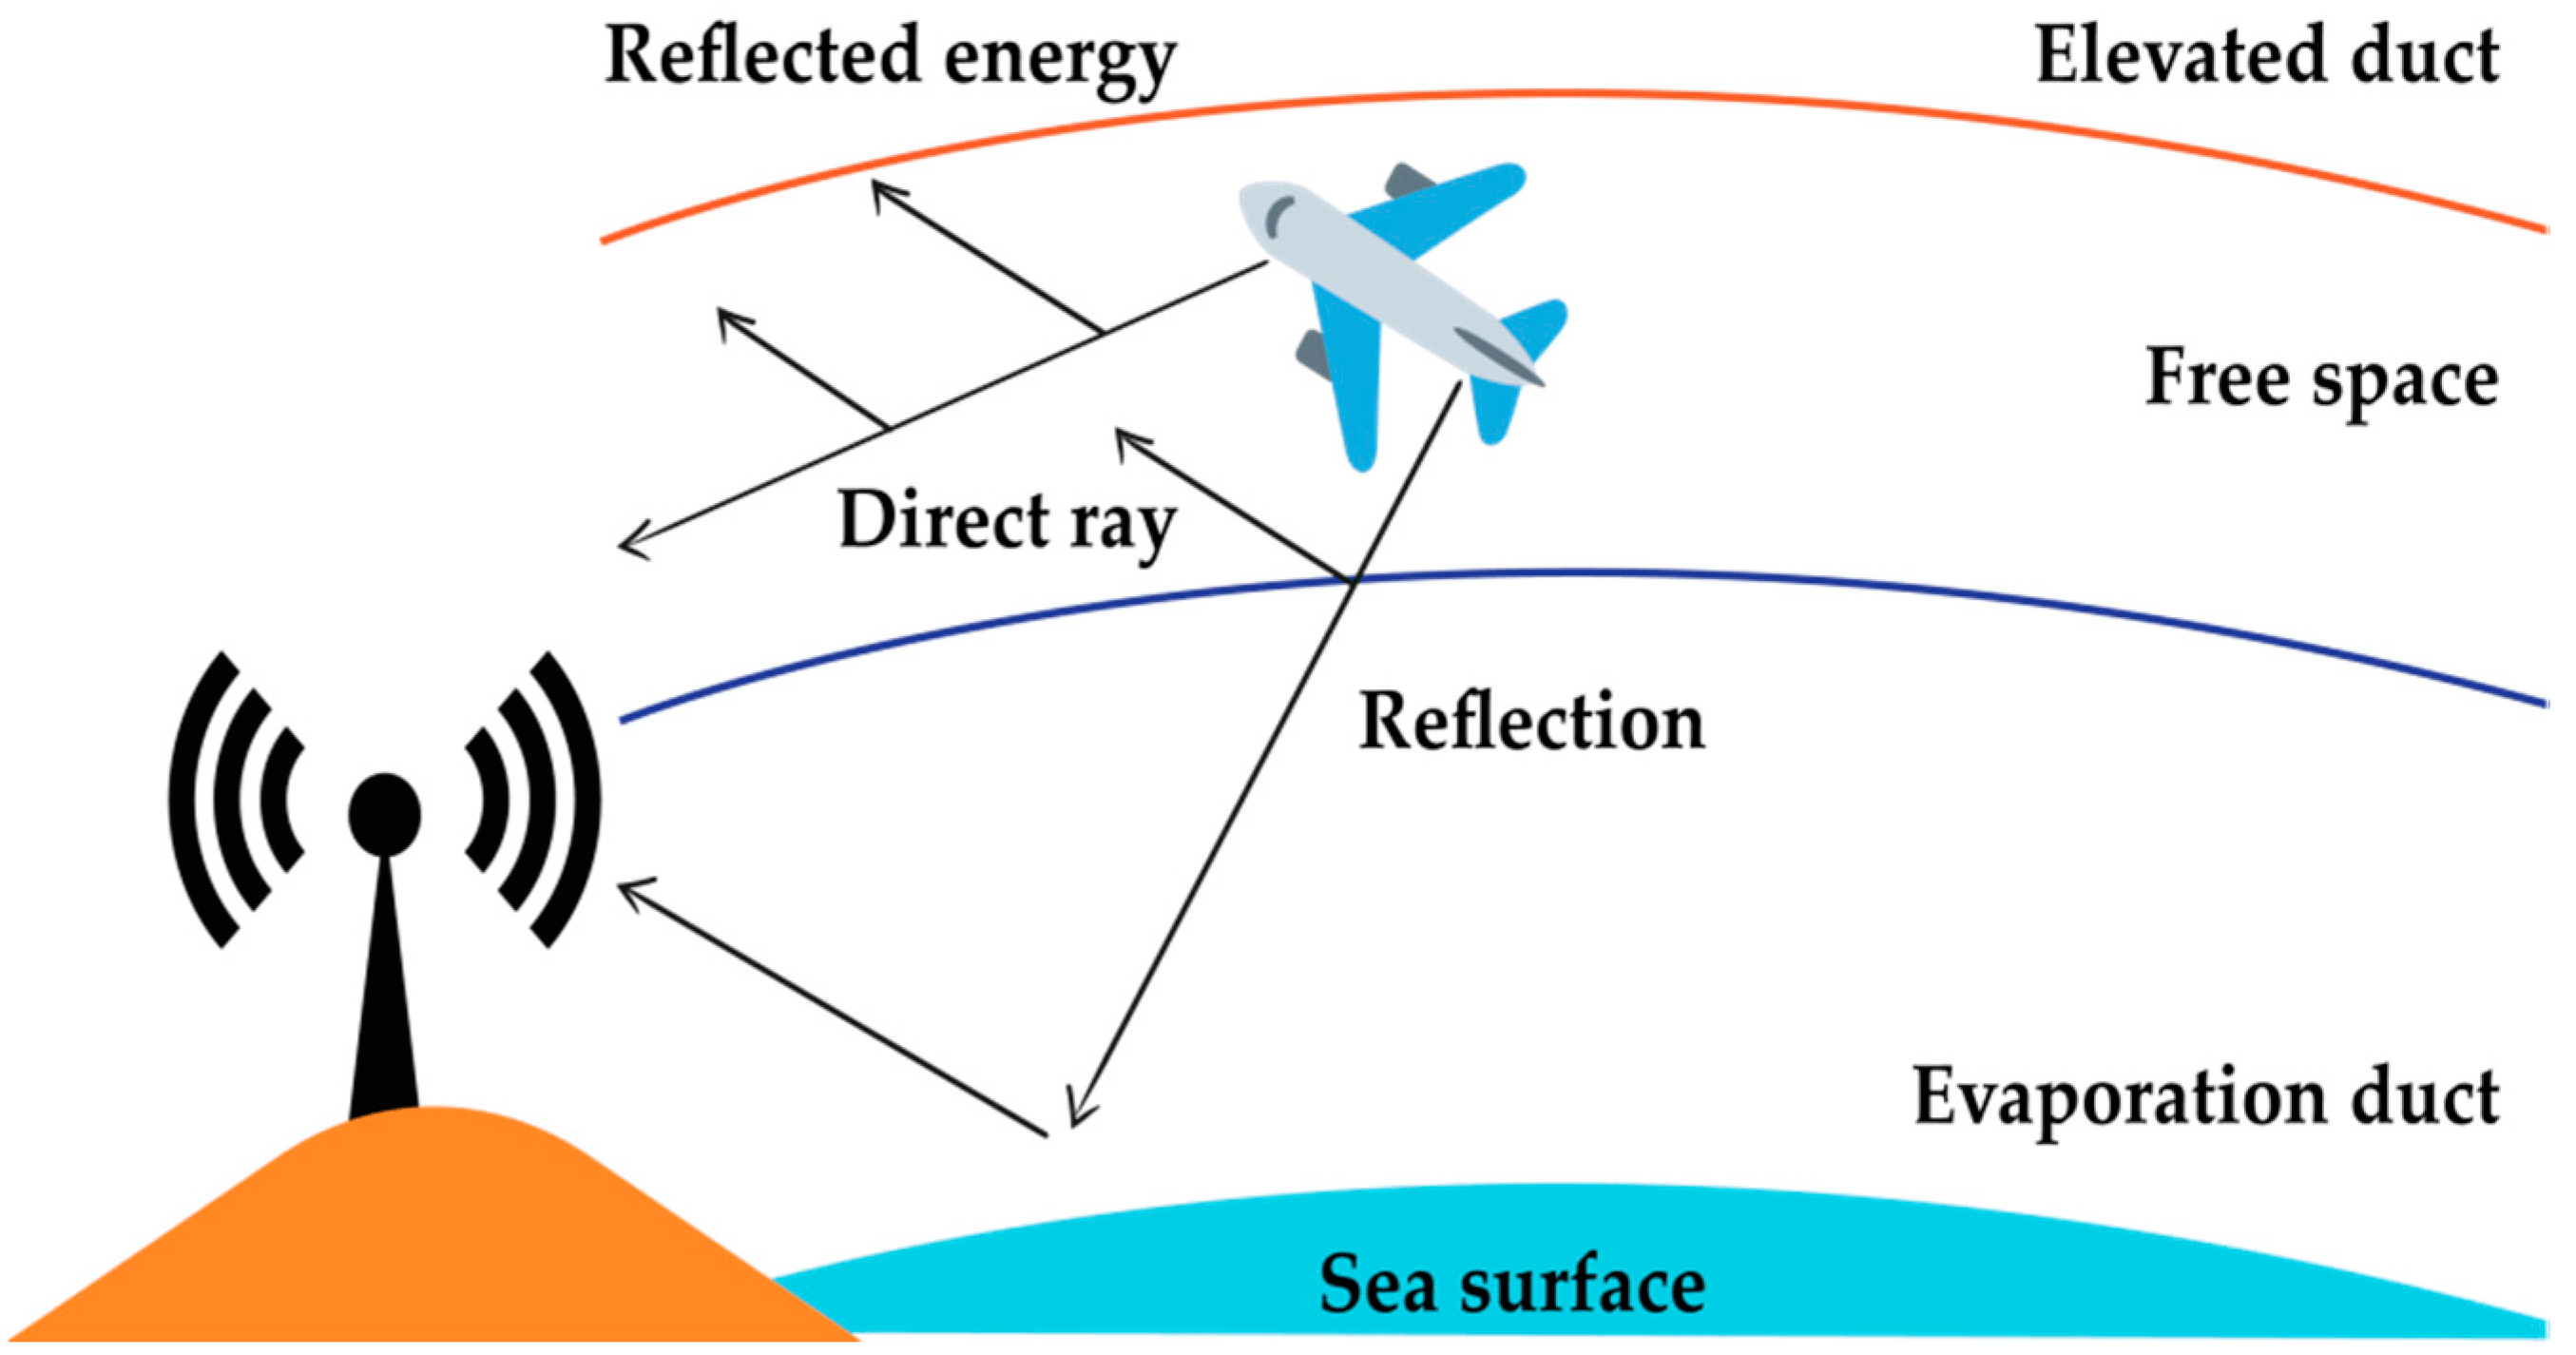 Reflected energy
Elevated duct
Free space
Direct ray
Reflection
Evaporation duct
Sea surface